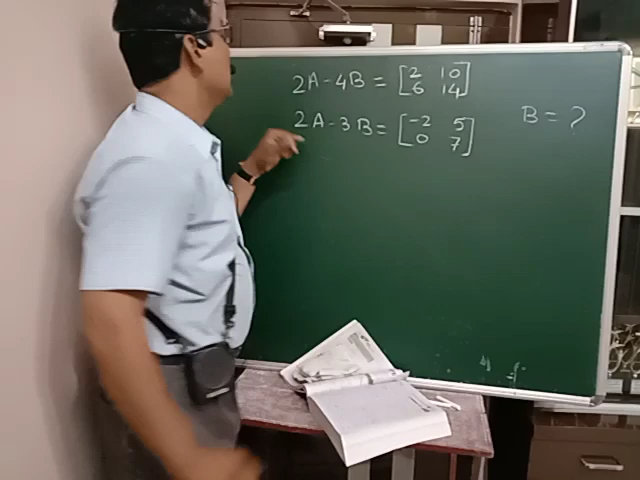 2A - 4B = [2 10
6 14]
2A - 3B = [-2 5
0 7]
B = ?